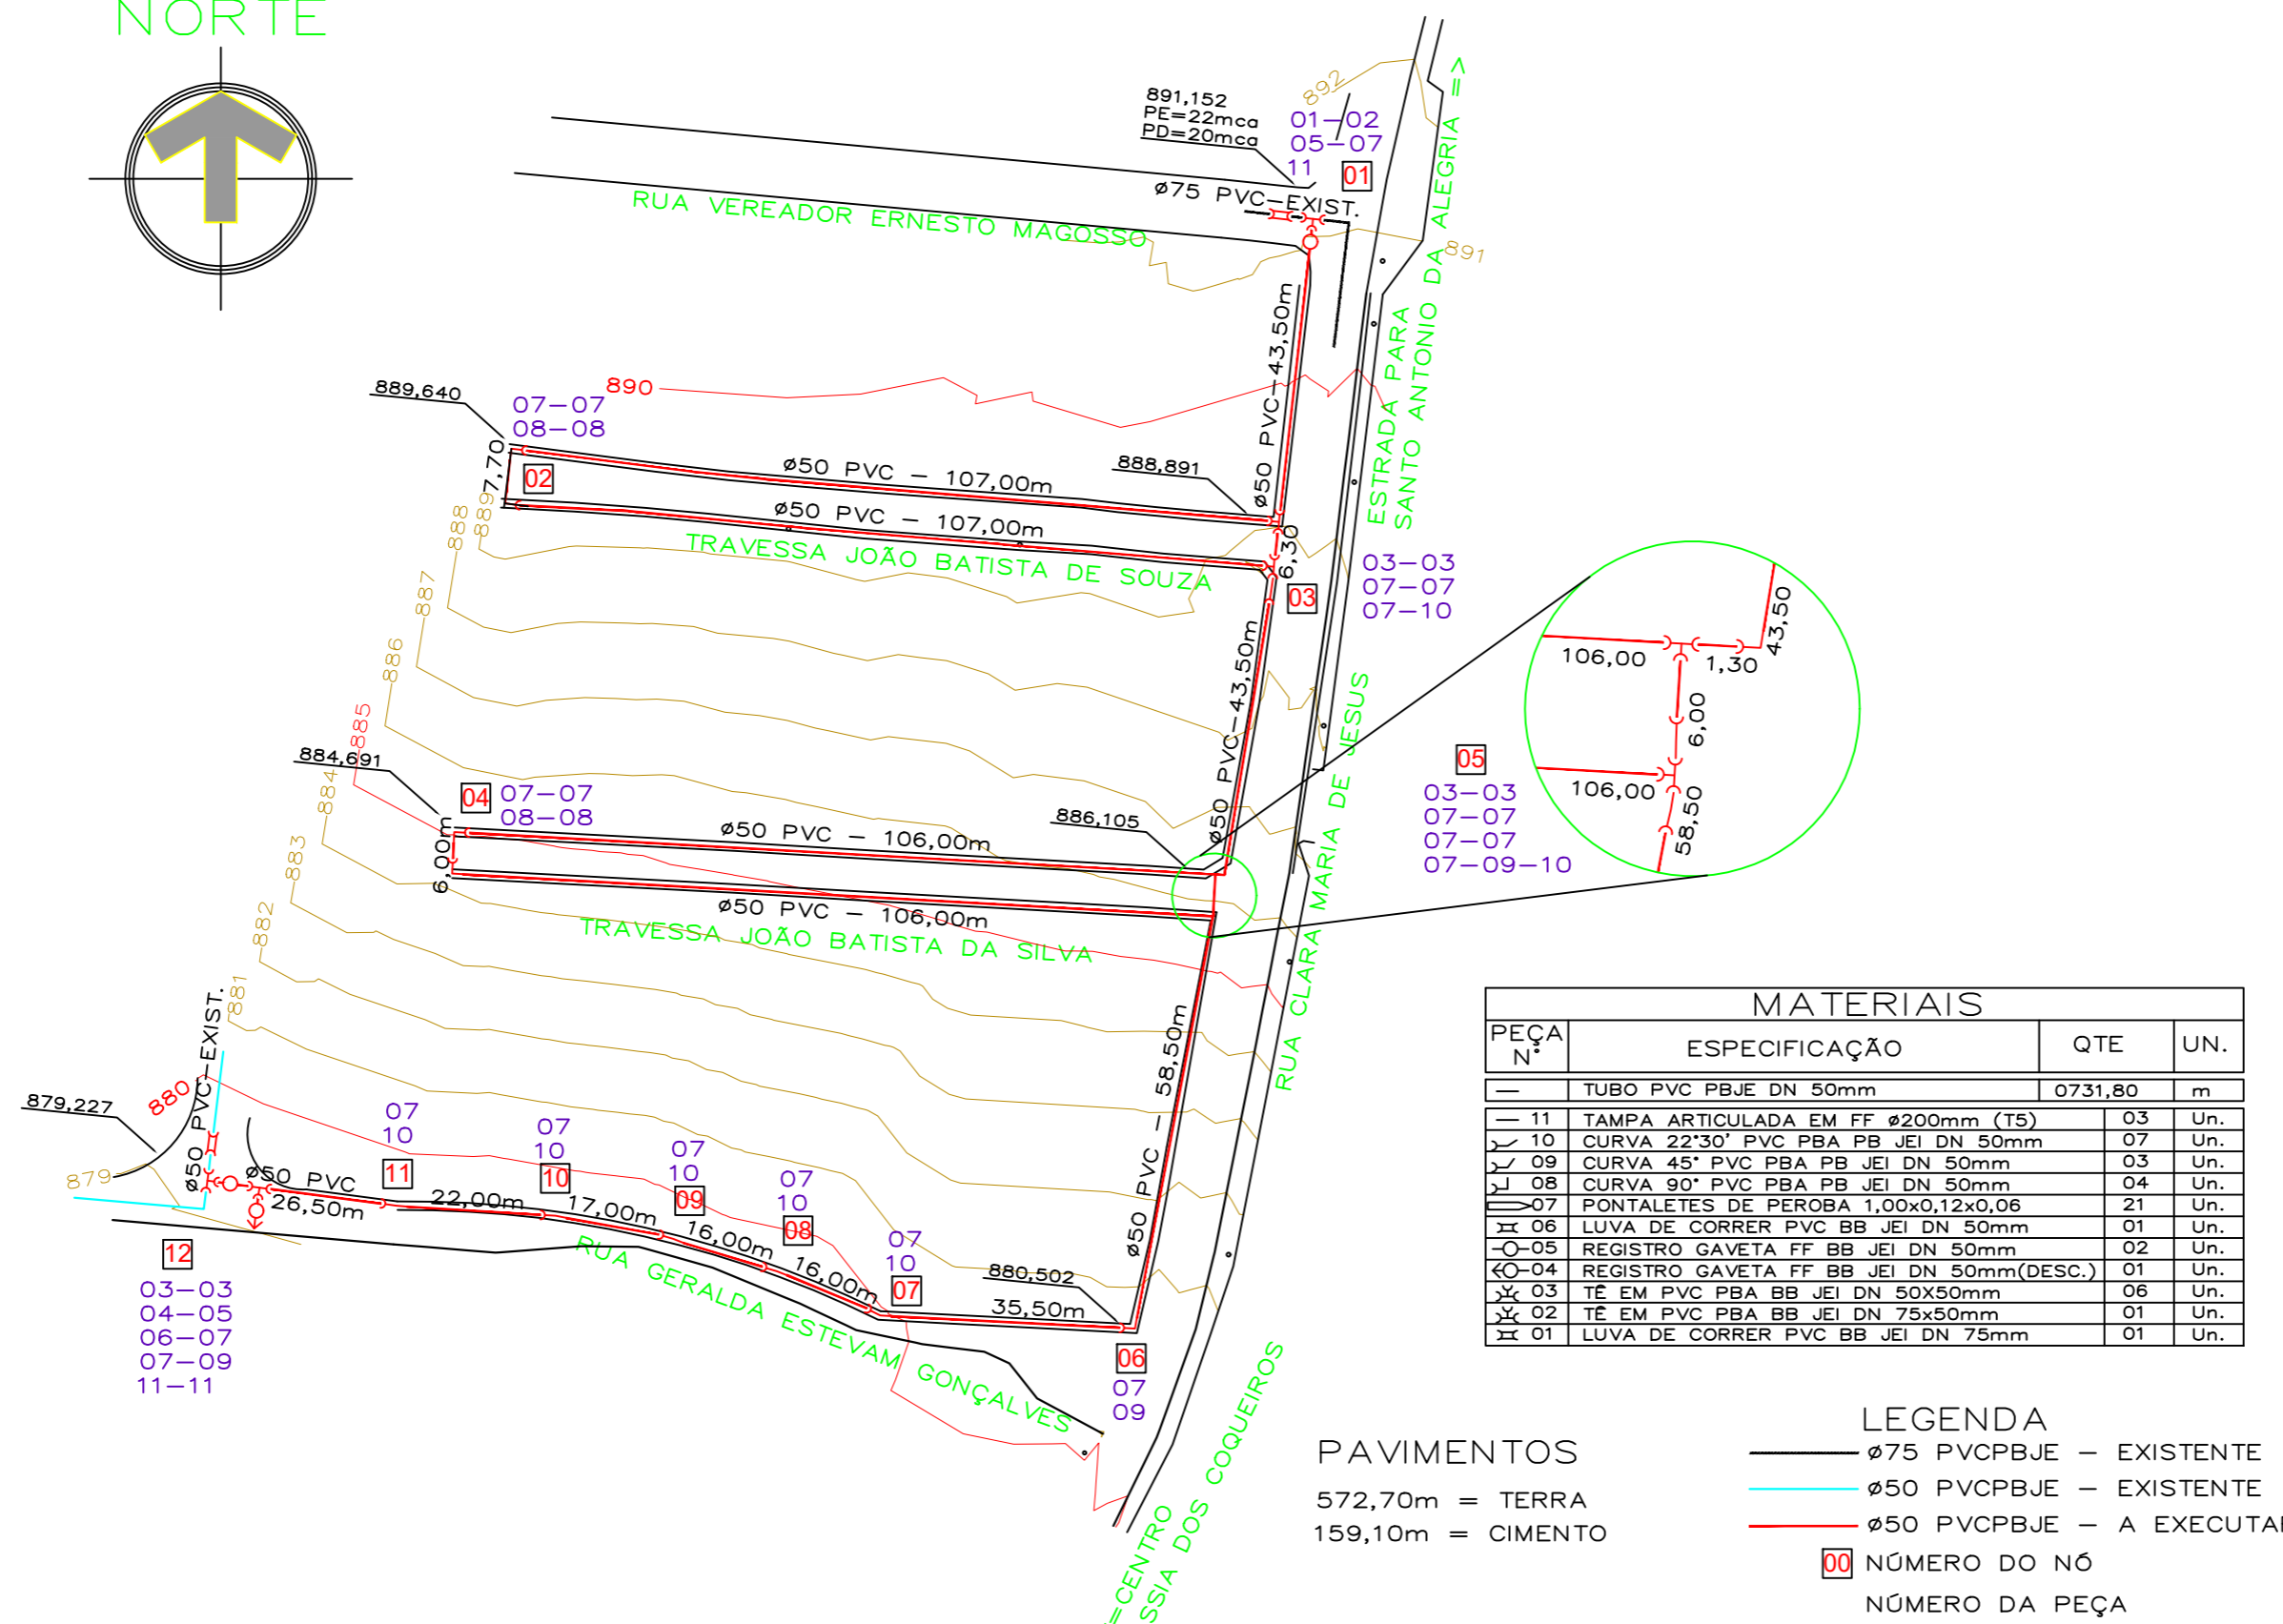 NORTE
891,152
PE=22mca
PD=20mca
892
01-02
05-07
11
01
ø75 PVC-EXIST.
891
RUA VEREADOR ERNESTO MAGOSSO
ESTRADA PARA
SANTO ANTONIO DA ALEGRIA =>
ø50 PVC-43,50m
889,640
07-07
08-08
890
02
7,70
ø50 PVC - 107,00m
888,891
ø50 PVC - 107,00m
TRAVESSA JOÃO BATISTA DE SOUZA
6,30
03
03-03
07-07
07-10
889
888
887
886
885
884
883
882
881
ø50 PVC-43,50m
106,00
1,30
43,50
6,00
106,00
58,50
884,691
04
07-07
08-08
6,00m
ø50 PVC - 106,00m
886,105
ø50 PVC - 106,00m
TRAVESSA JOÃO BATISTA DA SILVA
05
03-03
07-07
07-07
07-09-10
RUA CLARA MARIA DE JESUS
ø50 PVC - 58,50m
879,227
880
879
ø50 PVC-EXIST.
ø50 PVC
26,50m
07
10
11
22,00m
07
10
10
17,00m
07
10
09
16,00m
07
10
08
16,00m
07
10
07
880,502
35,50m
06
07
09
12
03-03
04-05
06-07
07-09
11-11
RUA GERALDA ESTEVAM GONÇALVES
=CENTRO
SSIA DOS COQUEIROS
MATERIAIS
PEÇA N° ESPECIFICAÇÃO QTE UN.
— TUBO PVC PBJE DN 50mm 0731,80 m
11 TAMPA ARTICULADA EM FF ø200mm (T5) 03 Un.
10 CURVA 22°30' PVC PBA PB JEI DN 50mm 07 Un.
09 CURVA 45° PVC PBA PB JEI DN 50mm 03 Un.
08 CURVA 90° PVC PBA PB JEI DN 50mm 04 Un.
07 PONTALETES DE PEROBA 1,00x0,12x0,06 21 Un.
06 LUVA DE CORRER PVC BB JEI DN 50mm 01 Un.
05 REGISTRO GAVETA FF BB JEI DN 50mm 02 Un.
04 REGISTRO GAVETA FF BB JEI DN 50mm(DESC.) 01 Un.
03 TÊ EM PVC PBA BB JEI DN 50X50mm 06 Un.
02 TÊ EM PVC PBA BB JEI DN 75x50mm 01 Un.
01 LUVA DE CORRER PVC BB JEI DN 75mm 01 Un.
PAVIMENTOS
572,70m = TERRA
159,10m = CIMENTO
LEGENDA
ø75 PVCPBJE - EXISTENTE
ø50 PVCPBJE - EXISTENTE
ø50 PVCPBJE - A EXECUTA
00 NÚMERO DO NÓ
NÚMERO DA PEÇA